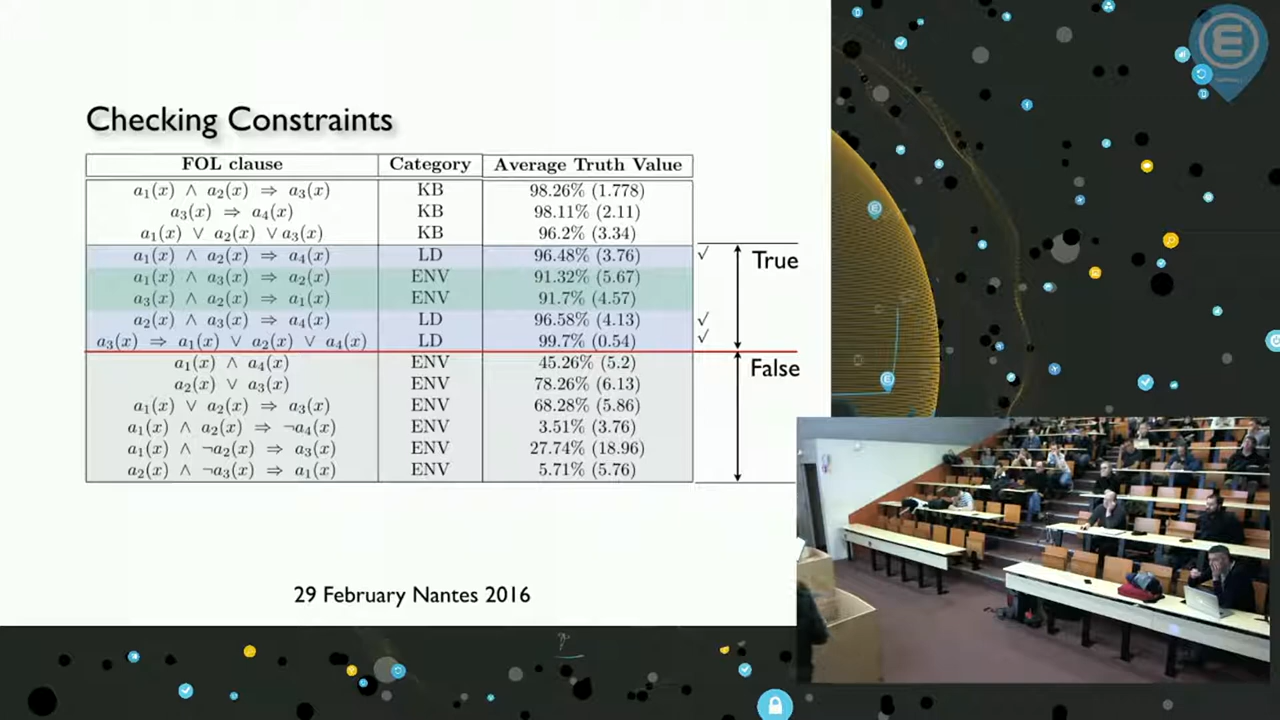 Checking Constraints
FOL clause Category Average Truth Value
a₁(x) ∧ a₂(x) ⇒ a₃(x) KB 98.26% (1.778)
a₃(x) ⇒ a₄(x) KB 98.11% (2.11)
a₁(x) ∨ a₂(x) ∨ a₃(x) KB 96.2% (3.34)
a₁(x) ∧ a₂(x) ⇒ a₄(x) LD 96.48% (3.76) √
True
a₁(x) ∧ a₃(x) ⇒ a₂(x) ENV 91.32% (5.67)
a₃(x) ∧ a₂(x) ⇒ a₁(x) ENV 91.7% (4.57)
a₂(x) ∧ a₃(x) ⇒ a₄(x) LD 96.58% (4.13) √
a₃(x) ⇒ a₁(x) ∨ a₂(x) ∨ a₄(x) LD 99.7% (0.54) √
a₁(x) ∧ a₄(x) ENV 45.26% (5.2)
False
a₂(x) ∨ a₃(x) ENV 78.26% (6.13)
a₁(x) ∨ a₂(x) ⇒ a₃(x) ENV 68.28% (5.86)
a₁(x) ∧ a₂(x) ⇒ ¬a₄(x) ENV 3.51% (3.76)
a₁(x) ∧ ¬a₂(x) ⇒ a₃(x) ENV 27.74% (18.96)
a₂(x) ∧ ¬a₃(x) ⇒ a₁(x) ENV 5.71% (5.76)
29 February Nantes 2016